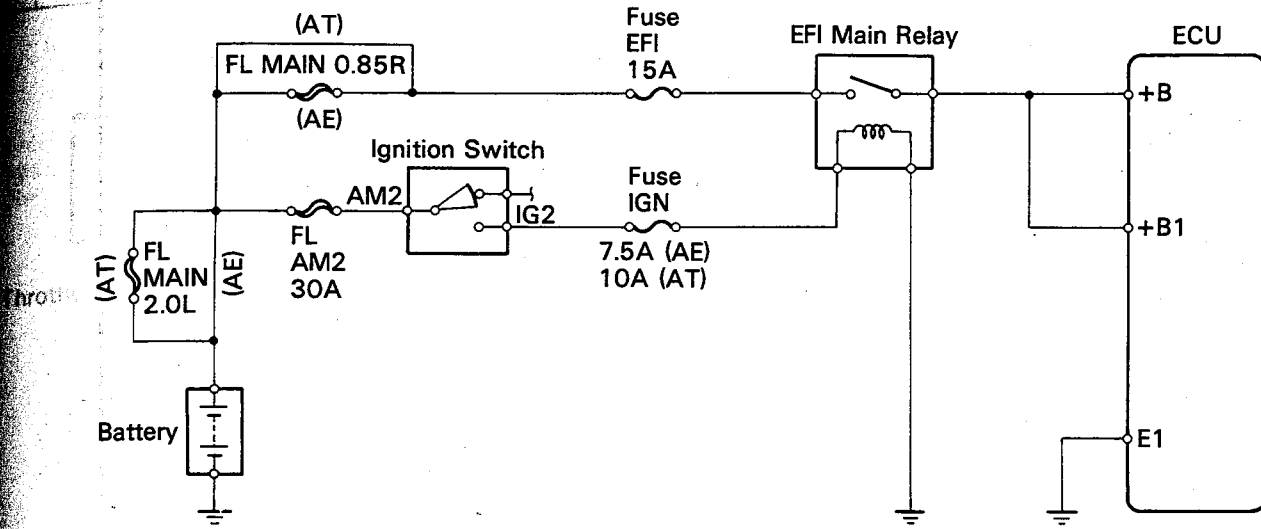 (AT)
FL MAIN 0.85R
(AE)
Fuse
EFI
15A
EFI Main Relay
ECU
+B
Ignition Switch
AM2
IG2
FL
AM2
30A
Fuse
IGN
7.5A (AE)
10A (AT)
+B1
(AT)
FL
MAIN
2.0L
(AE)
Battery
E1